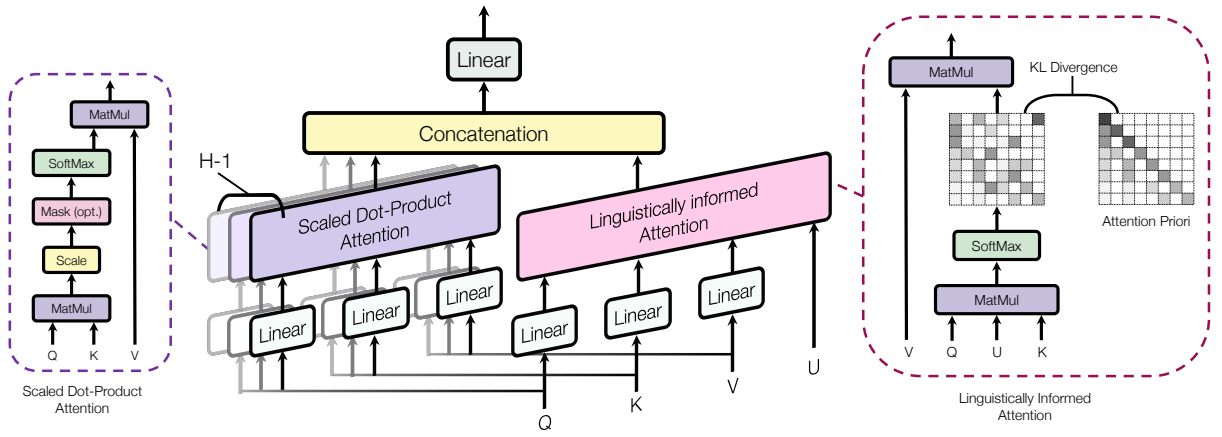 MatMul
SoftMax
Mask (opt.)
Scale
MatMul
Q K V
Scaled Dot-Product
Attention
Linear
Concatenation
H-1
Scaled Dot-Product
Attention
Linguistically informed
Attention
Linear
Linear
Linear
Linear
Linear
Linear
Q
K
V
U
MatMul
KL Divergence
Attention Priori
SoftMax
MatMul
V Q U K
Linguistically Informed
Attention